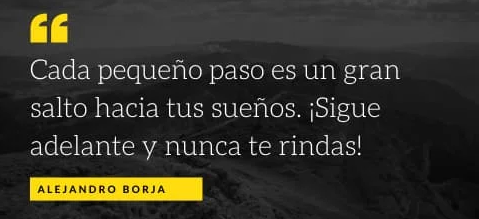 Cada pequeño paso es un gran
salto hacia tus sueños. ¡Sigue
adelante y nunca te rindas!
ALEJANDRO BORJA